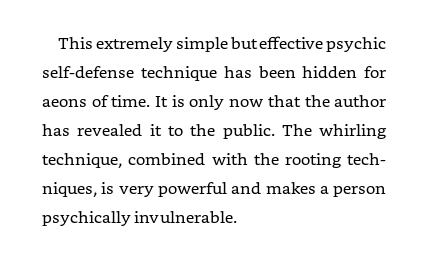 This extremely simple but effective psychic
self-defense technique has been hidden for
aeons of time. It is only now that the author
has revealed it to the public. The whirling
technique, combined with the rooting tech-
niques, is very powerful and makes a person
psychically invulnerable.